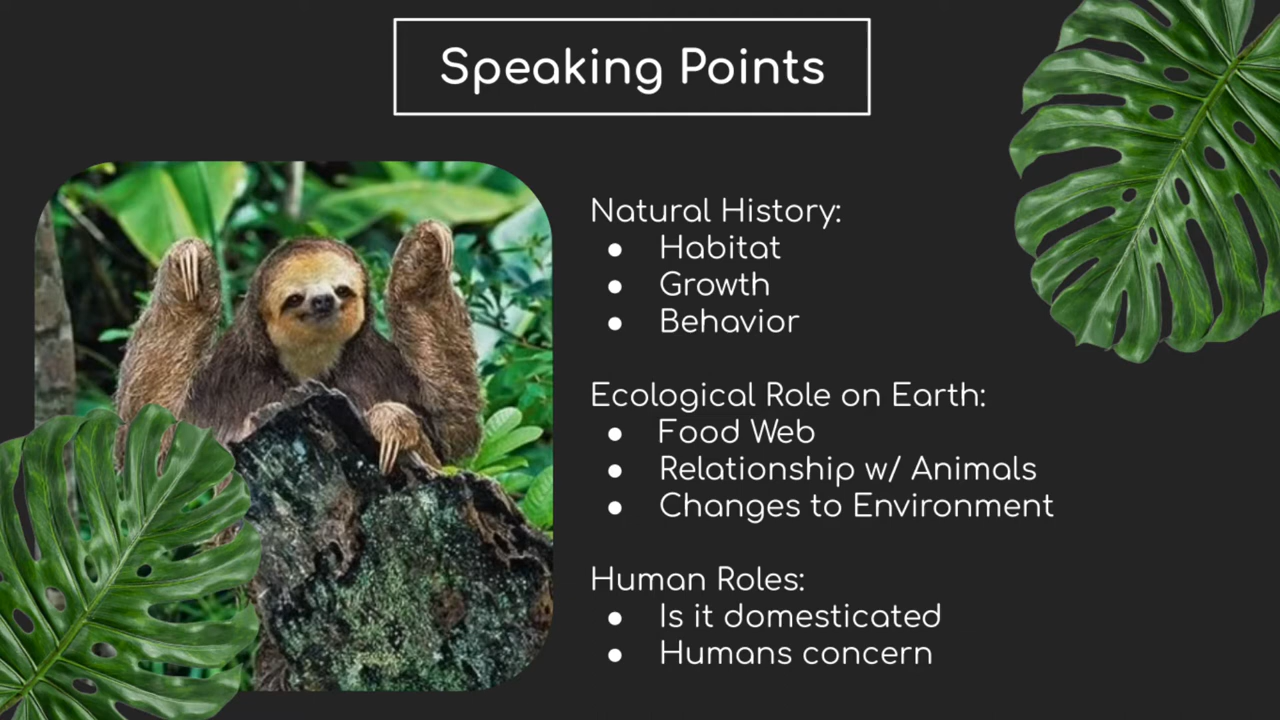 Speaking Points
Natural History:
● Habitat
● Growth
● Behavior
Ecological Role on Earth:
● Food Web
● Relationship w/ Animals
● Changes to Environment
Human Roles:
● Is it domesticated
● Humans concern